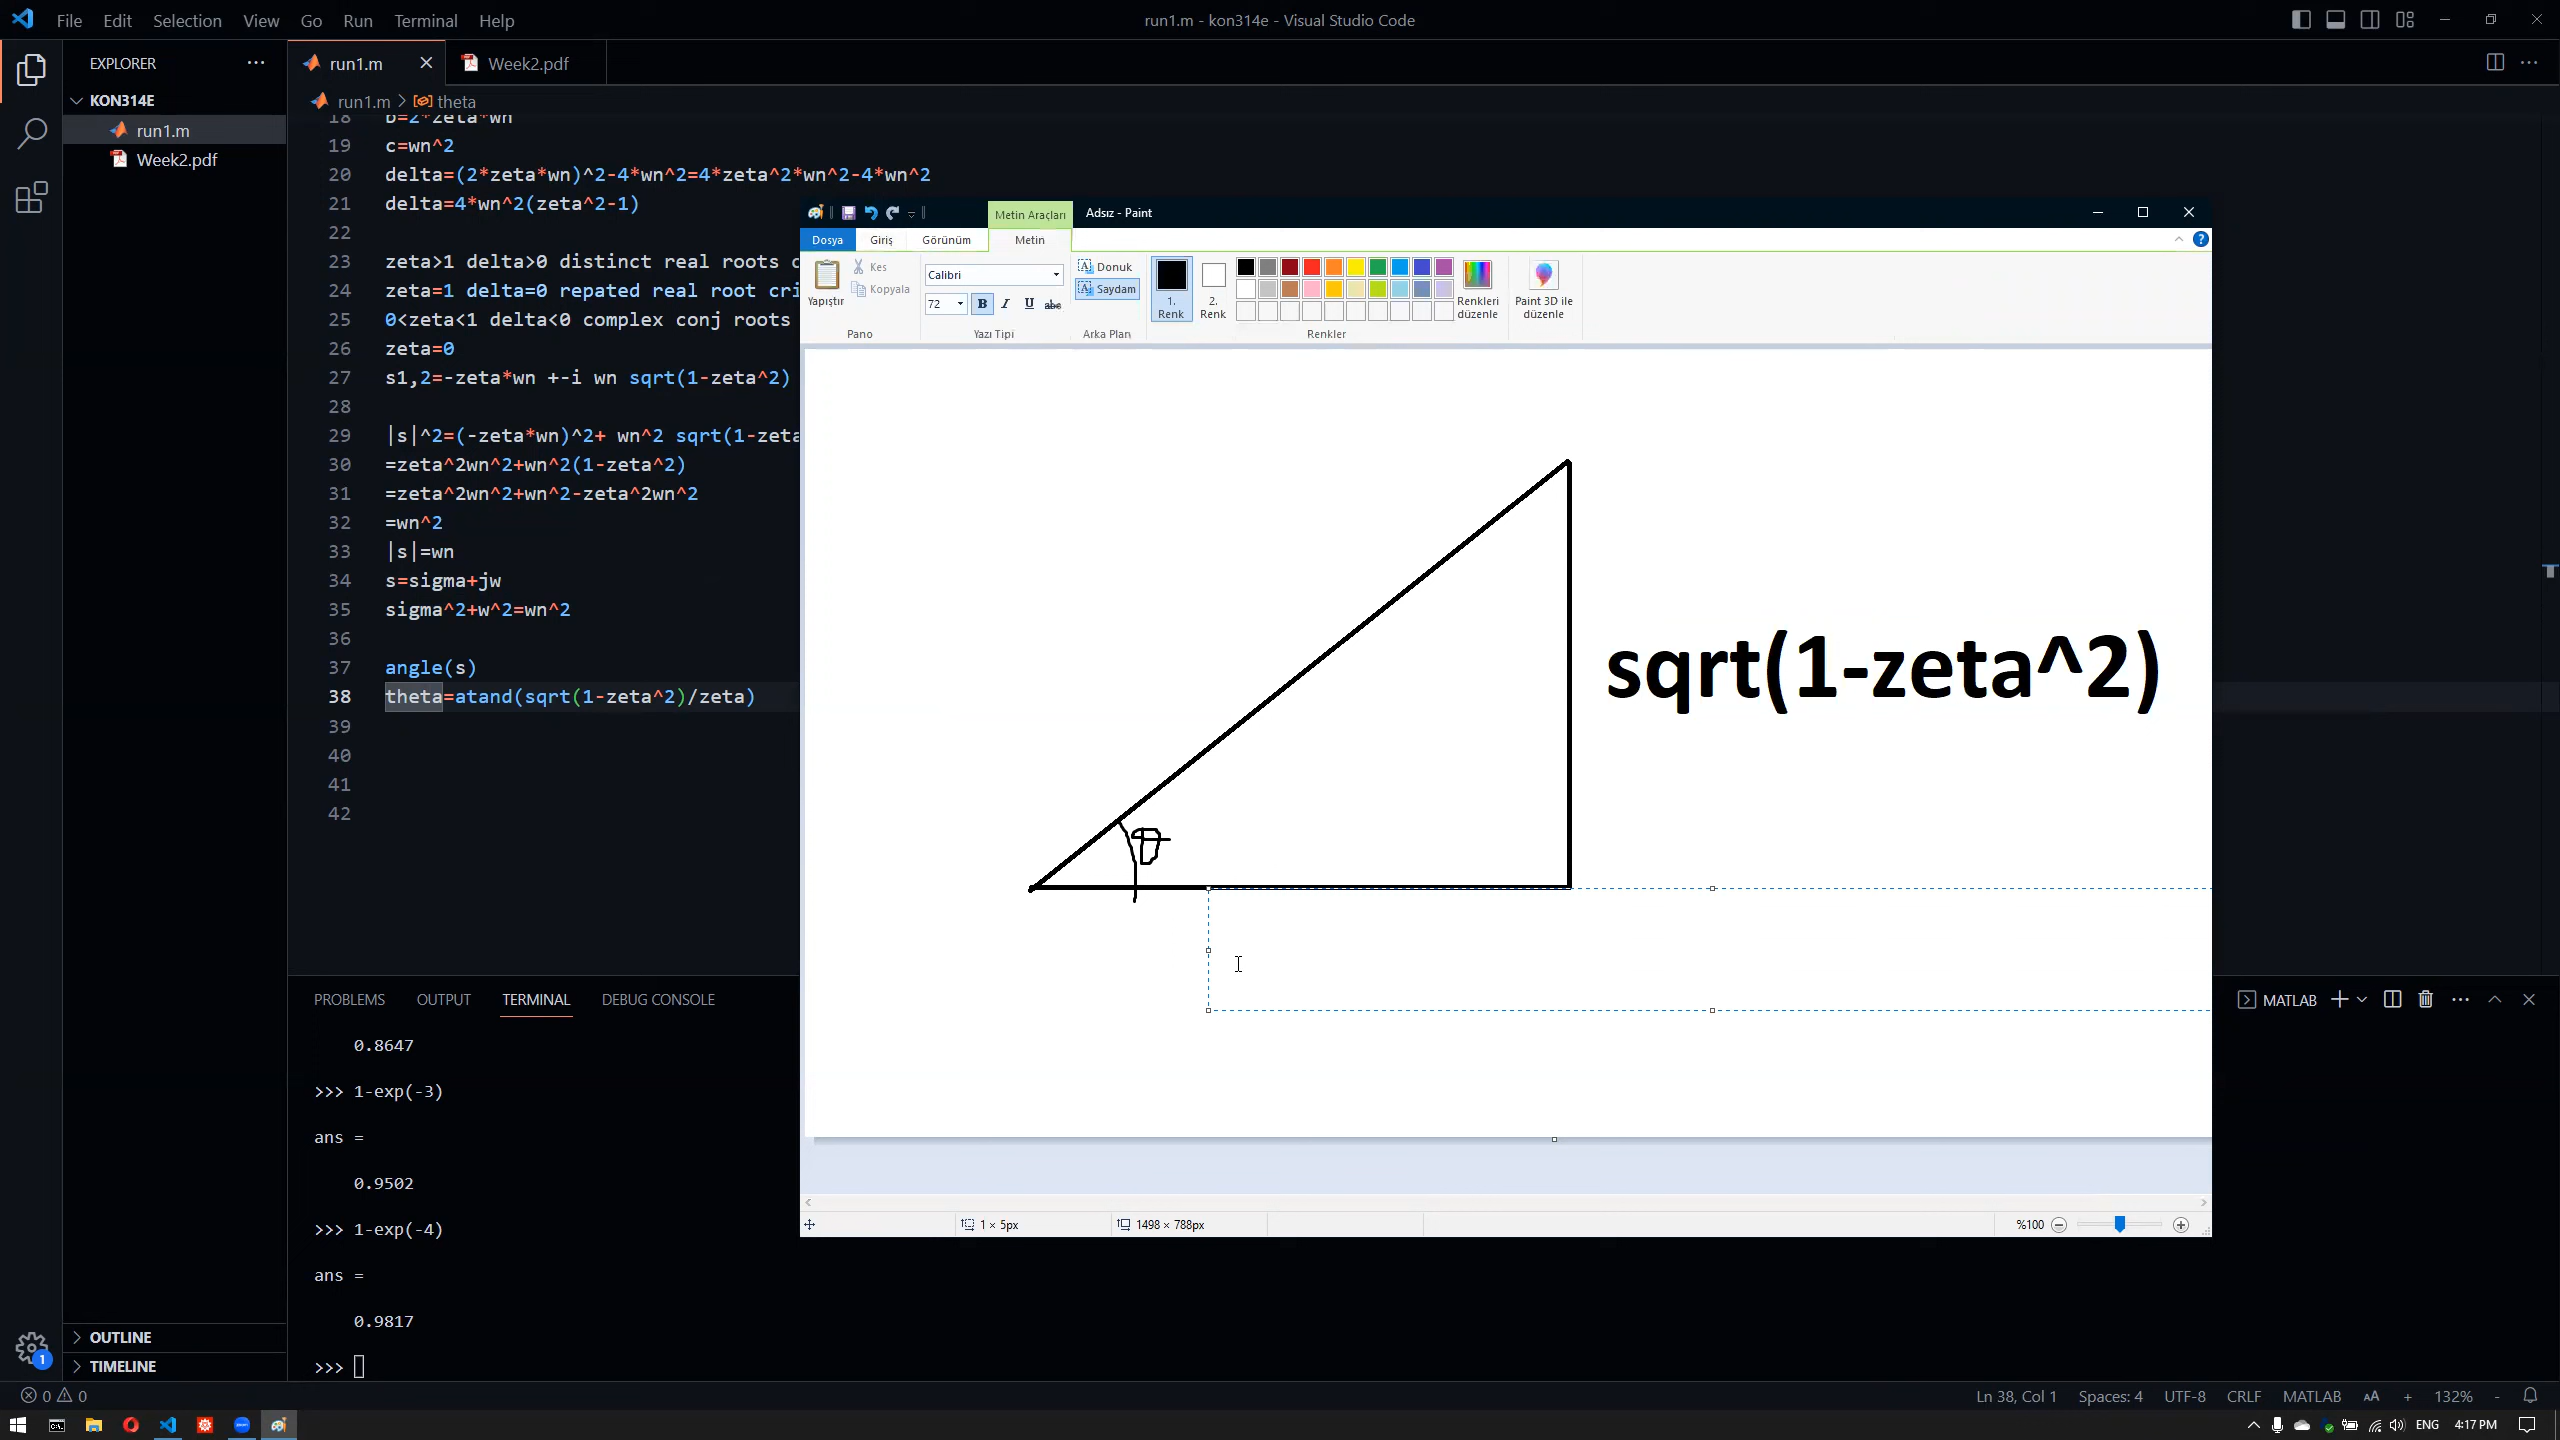 File Edit Selection View Go Run Terminal Help
run1.m - kon314e - Visual Studio Code
EXPLORER
KON314E
run1.m
Week2.pdf
OUTLINE
TIMELINE
run1.m
Week2.pdf
run1.m > theta
18 b=2*zeta*wn
19 c=wn^2
20 delta=(2*zeta*wn)^2-4*wn^2=4*zeta^2*wn^2-4*wn^2
21 delta=4*wn^2(zeta^2-1)
22
23 zeta>1 delta>0 distinct real roots
24 zeta=1 delta=0 repated real root cri
25 0<zeta<1 delta<0 complex conj roots
26 zeta=0
27 s1,2=-zeta*wn +-i wn sqrt(1-zeta^2)
28
29 |s|^2=(-zeta*wn)^2+ wn^2 sqrt(1-zeta
30 =zeta^2wn^2+wn^2(1-zeta^2)
31 =zeta^2wn^2+wn^2-zeta^2wn^2
32 =wn^2
33 |s|=wn
34 s=sigma+jw
35 sigma^2+w^2=wn^2
36
37 angle(s)
38 theta=atand(sqrt(1-zeta^2)/zeta)
39
40
41
42
Metin Araçları
Adsız - Paint
Dosya Giriş Görünüm Metin
Yapıştır
Kes
Kopyala
Pano
Calibri
72 B I U abc
Yazı Tipi
Donuk
Saydam
Arka Plan
1.
Renk
2.
Renk
Renkler
Renkleri
düzenle
Paint 3D ile
düzenle
sqrt(1-zeta^2)
1 × 5px
1498 × 788px
%100
PROBLEMS OUTPUT TERMINAL DEBUG CONSOLE
MATLAB
0.8647
>>> 1-exp(-3)
ans =
0.9502
>>> 1-exp(-4)
ans =
0.9817
>>>
1
0 0
Ln 38, Col 1 Spaces: 4 UTF-8 CRLF MATLAB AA + 132% -
ENG 4:17 PM